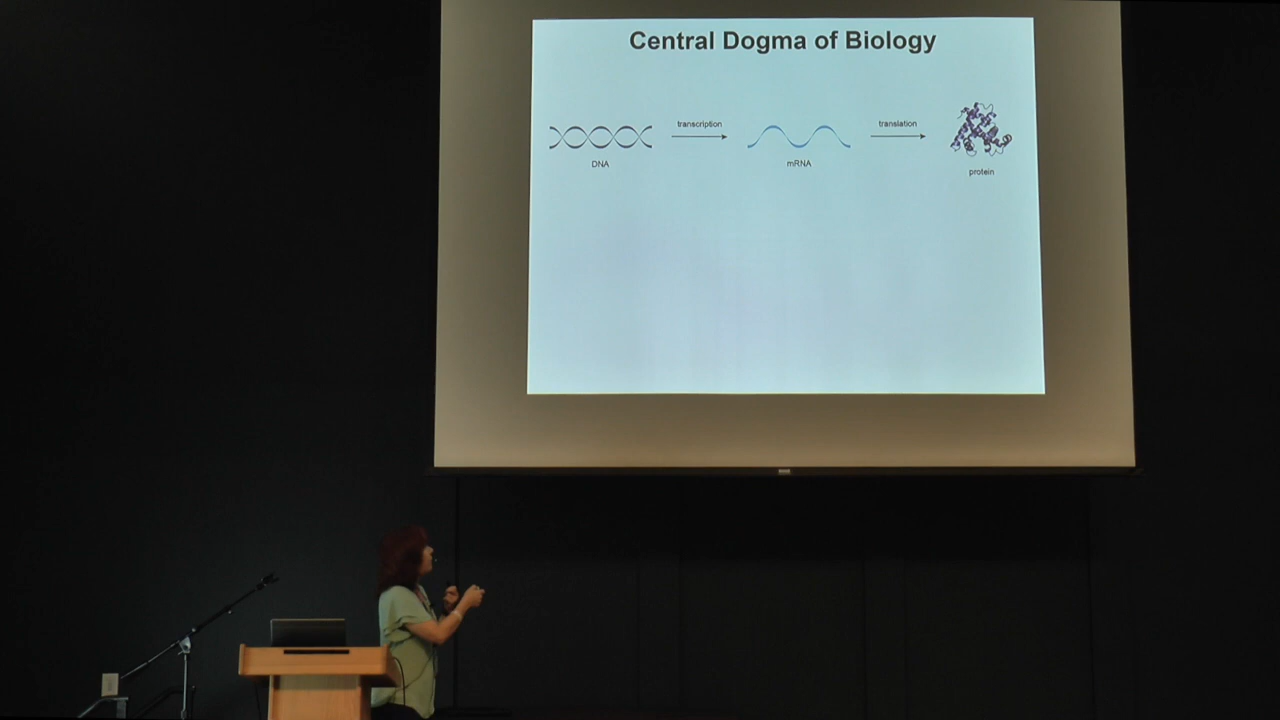 Central Dogma of Biology
transcription
translation
DNA
mRNA
protein